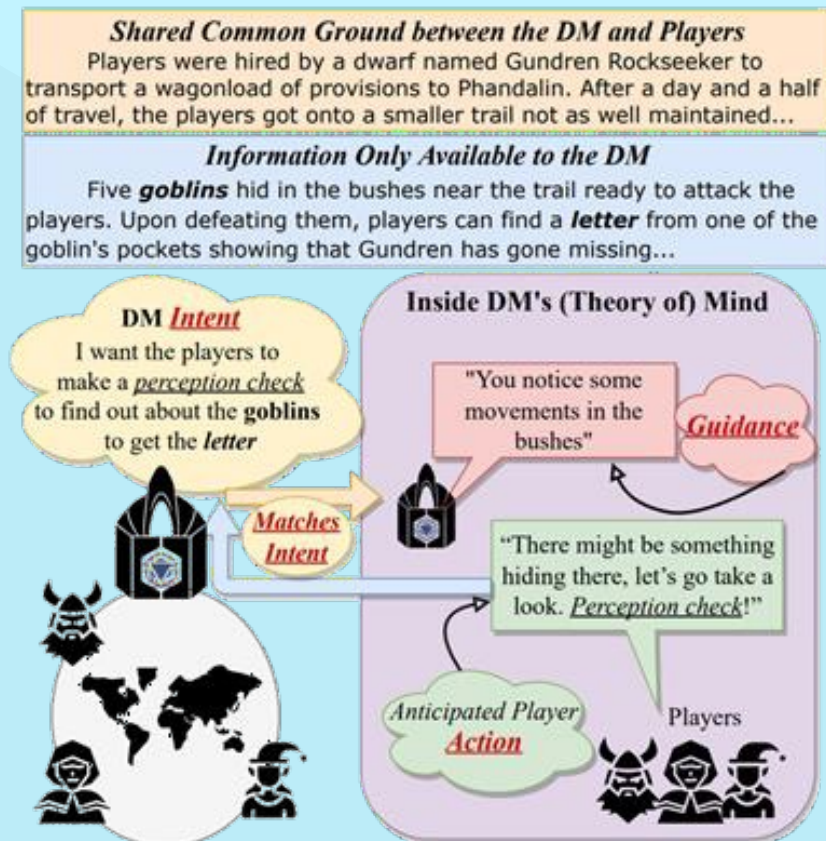 Shared Common Ground between the DM and Players
Players were hired by a dwarf named Gundren Rockseeker to
transport a wagonload of provisions to Phandalin. After a day and a half
of travel, the players got onto a smaller trail not as well maintained...
Information Only Available to the DM
Five goblins hid in the bushes near the trail ready to attack the
players. Upon defeating them, players can find a letter from one of the
goblin's pockets showing that Gundren has gone missing...
DM Intent
I want the players to
make a perception check
to find out about the goblins
to get the letter
Matches
Intent
Inside DM's (Theory of) Mind
"You notice some
movements in the
bushes"
Guidance
“There might be something
hiding there, let’s go take a
look. Perception check!”
Anticipated Player
Action
Players